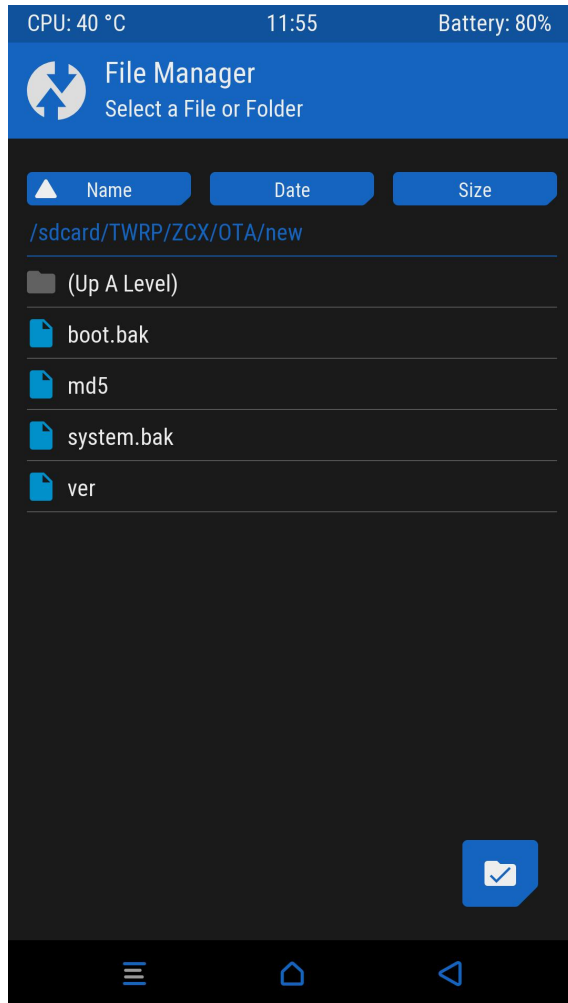 CPU: 40 °C 11:55 Battery: 80%
File Manager
Select a File or Folder
Name Date Size
/sdcard/TWRP/ZCX/OTA/new
(Up A Level)
boot.bak
md5
system.bak
ver